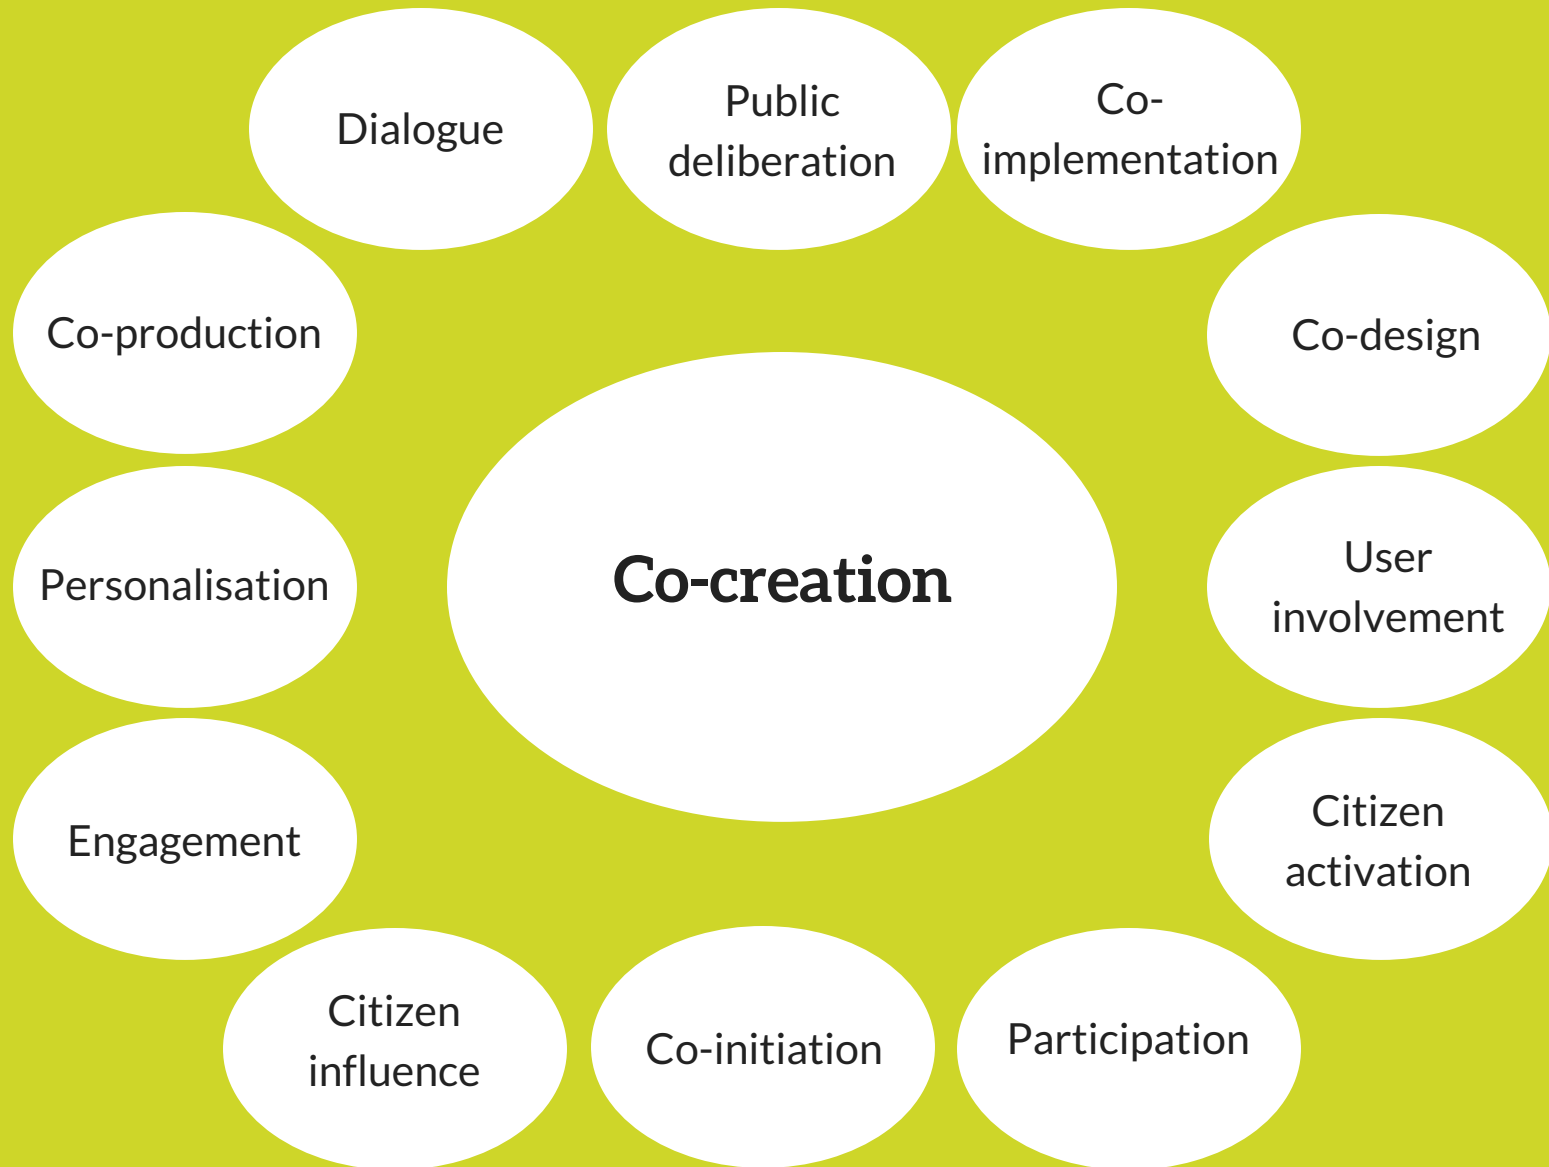 Dialogue
Public
deliberation
Co-
implementation
Co-production
Co-design
Co-creation
Personalisation
User
involvement
Engagement
Citizen
activation
Citizen
influence
Co-initiation
Participation